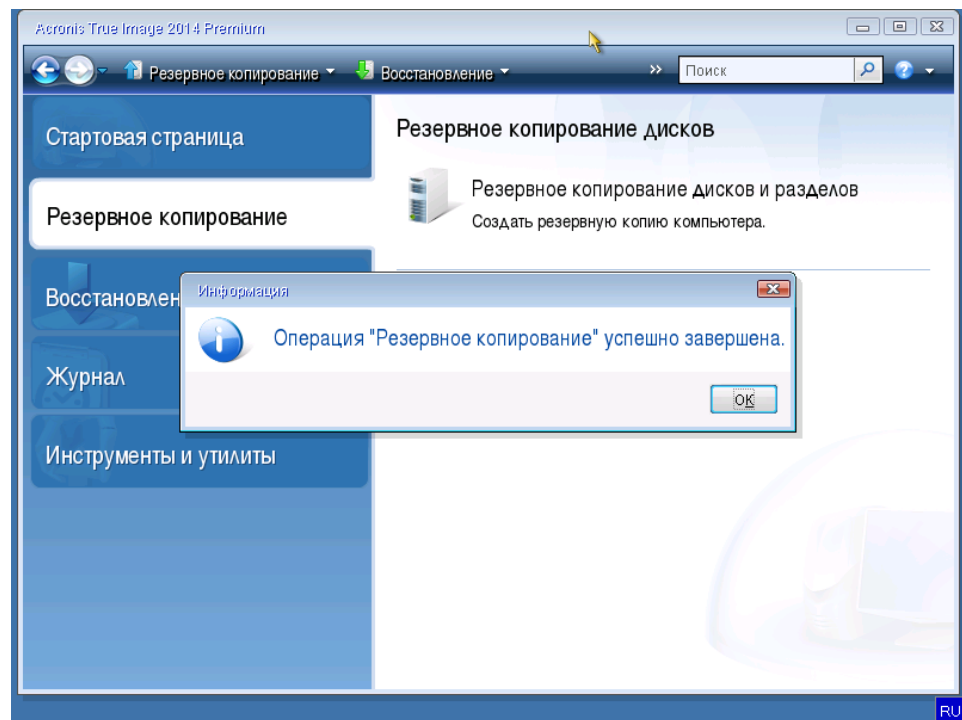 Acronis True Image 2014 Premium
Резервное копирование
Восстановление
»
Поиск
Стартовая страница
Резервное копирование
Восстановлен
Журнал
Инструменты и утилиты
Резервное копирование дисков
Резервное копирование дисков и разделов
Создать резервную копию компьютера.
Информация
Операция "Резервное копирование" успешно завершена.
ОК
RU